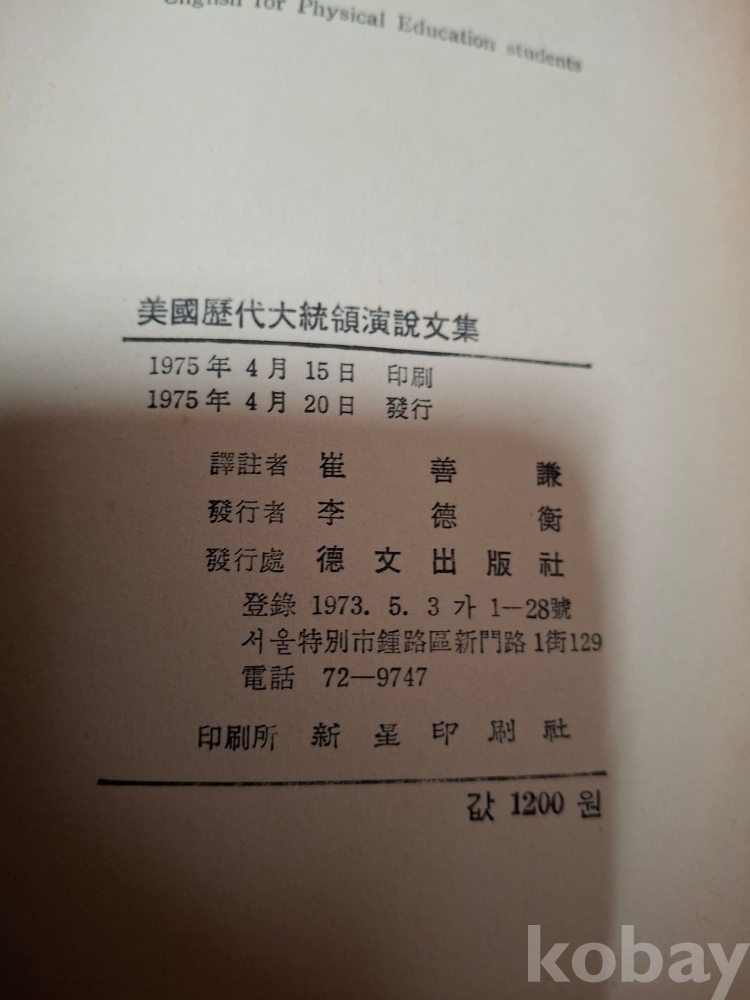 English for Physical Education students
美國歷代大統領演說文集
1975年 4月 15日 印刷
1975年 4月 20日 發行
譯註者 崔 善 謙
發行者 李 德 衡
發行處 德文出版社
登錄 1973. 5. 3 가 1—28號
서울特別市鍾路區新門路 1街129
電話 72—9747
印刷所 新星印刷社
값 1200 원
kobay